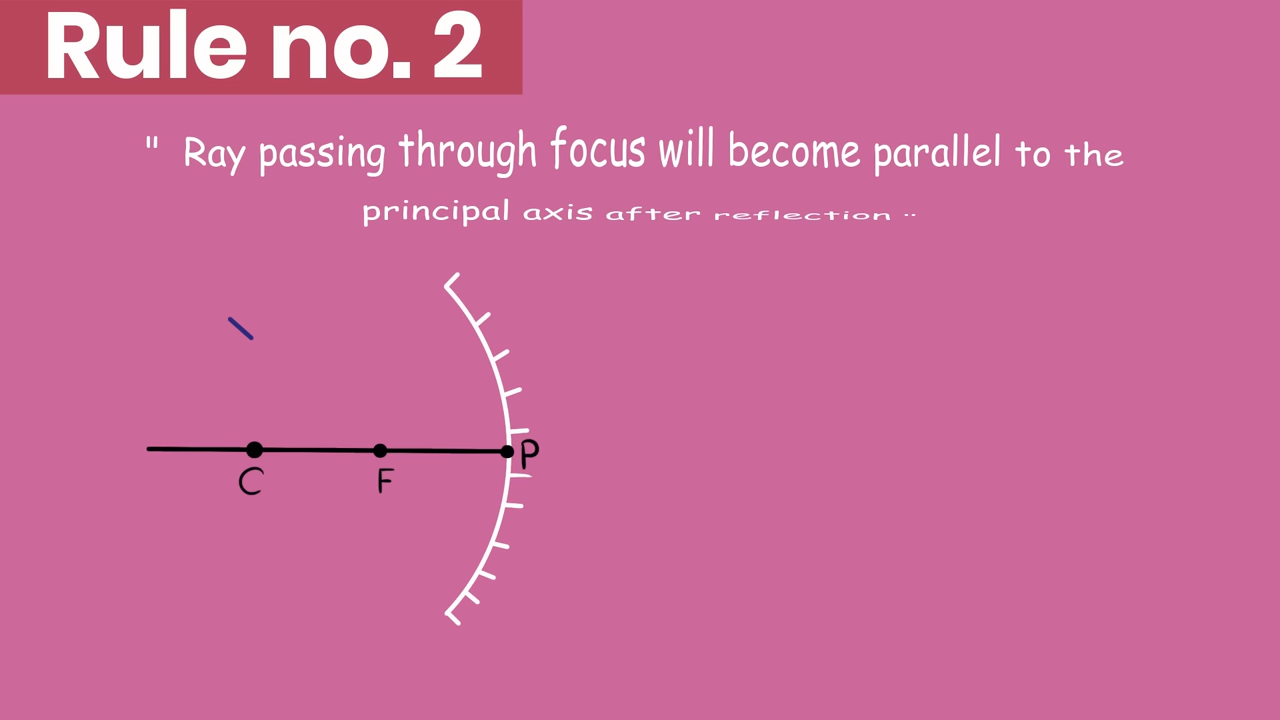 Rule no. 2
" Ray passing through focus will become parallel to the
principal axis after reflection "
P
C F